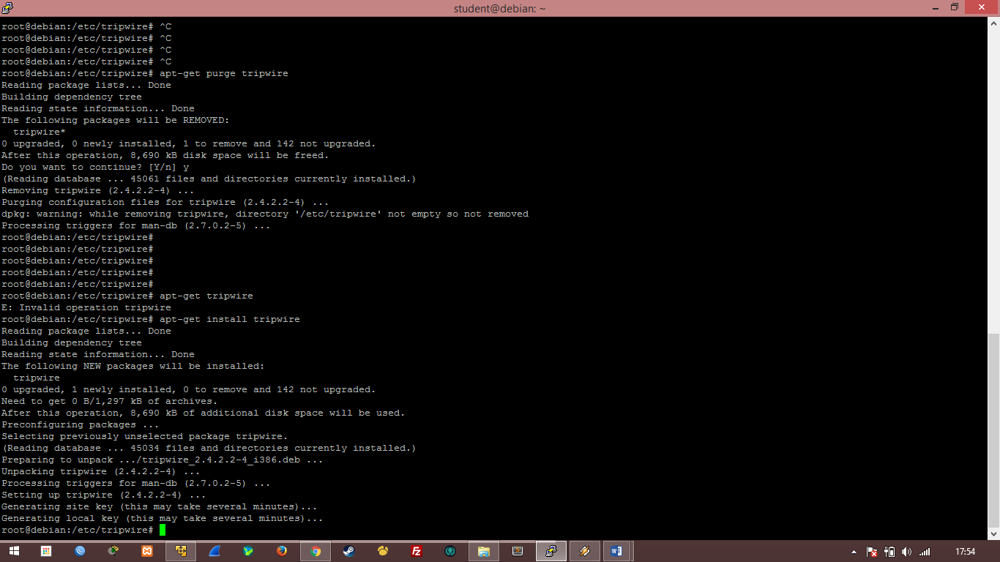 student@debian: ~
root@debian:/etc/tripwire# ^C
root@debian:/etc/tripwire# ^C
root@debian:/etc/tripwire# ^C
root@debian:/etc/tripwire# ^C
root@debian:/etc/tripwire# apt-get purge tripwire
Reading package lists... Done
Building dependency tree
Reading state information... Done
The following packages will be REMOVED:
  tripwire*
0 upgraded, 0 newly installed, 1 to remove and 142 not upgraded.
After this operation, 8,690 kB disk space will be freed.
Do you want to continue? [Y/n] y
(Reading database ... 45061 files and directories currently installed.)
Removing tripwire (2.4.2.2-4) ...
Purging configuration files for tripwire (2.4.2.2-4) ...
dpkg: warning: while removing tripwire, directory '/etc/tripwire' not empty so not removed
Processing triggers for man-db (2.7.0.2-5) ...
root@debian:/etc/tripwire#
root@debian:/etc/tripwire#
root@debian:/etc/tripwire#
root@debian:/etc/tripwire#
root@debian:/etc/tripwire#
root@debian:/etc/tripwire# apt-get tripwire
E: Invalid operation tripwire
root@debian:/etc/tripwire# apt-get install tripwire
Reading package lists... Done
Building dependency tree
Reading state information... Done
The following NEW packages will be installed:
  tripwire
0 upgraded, 1 newly installed, 0 to remove and 142 not upgraded.
Need to get 0 B/1,297 kB of archives.
After this operation, 8,690 kB of additional disk space will be used.
Preconfiguring packages ...
Selecting previously unselected package tripwire.
(Reading database ... 45034 files and directories currently installed.)
Preparing to unpack .../tripwire_2.4.2.2-4_i386.deb ...
Unpacking tripwire (2.4.2.2-4) ...
Processing triggers for man-db (2.7.0.2-5) ...
Setting up tripwire (2.4.2.2-4) ...
Generating site key (this may take several minutes)...
Generating local key (this may take several minutes)...
root@debian:/etc/tripwire#
17:54